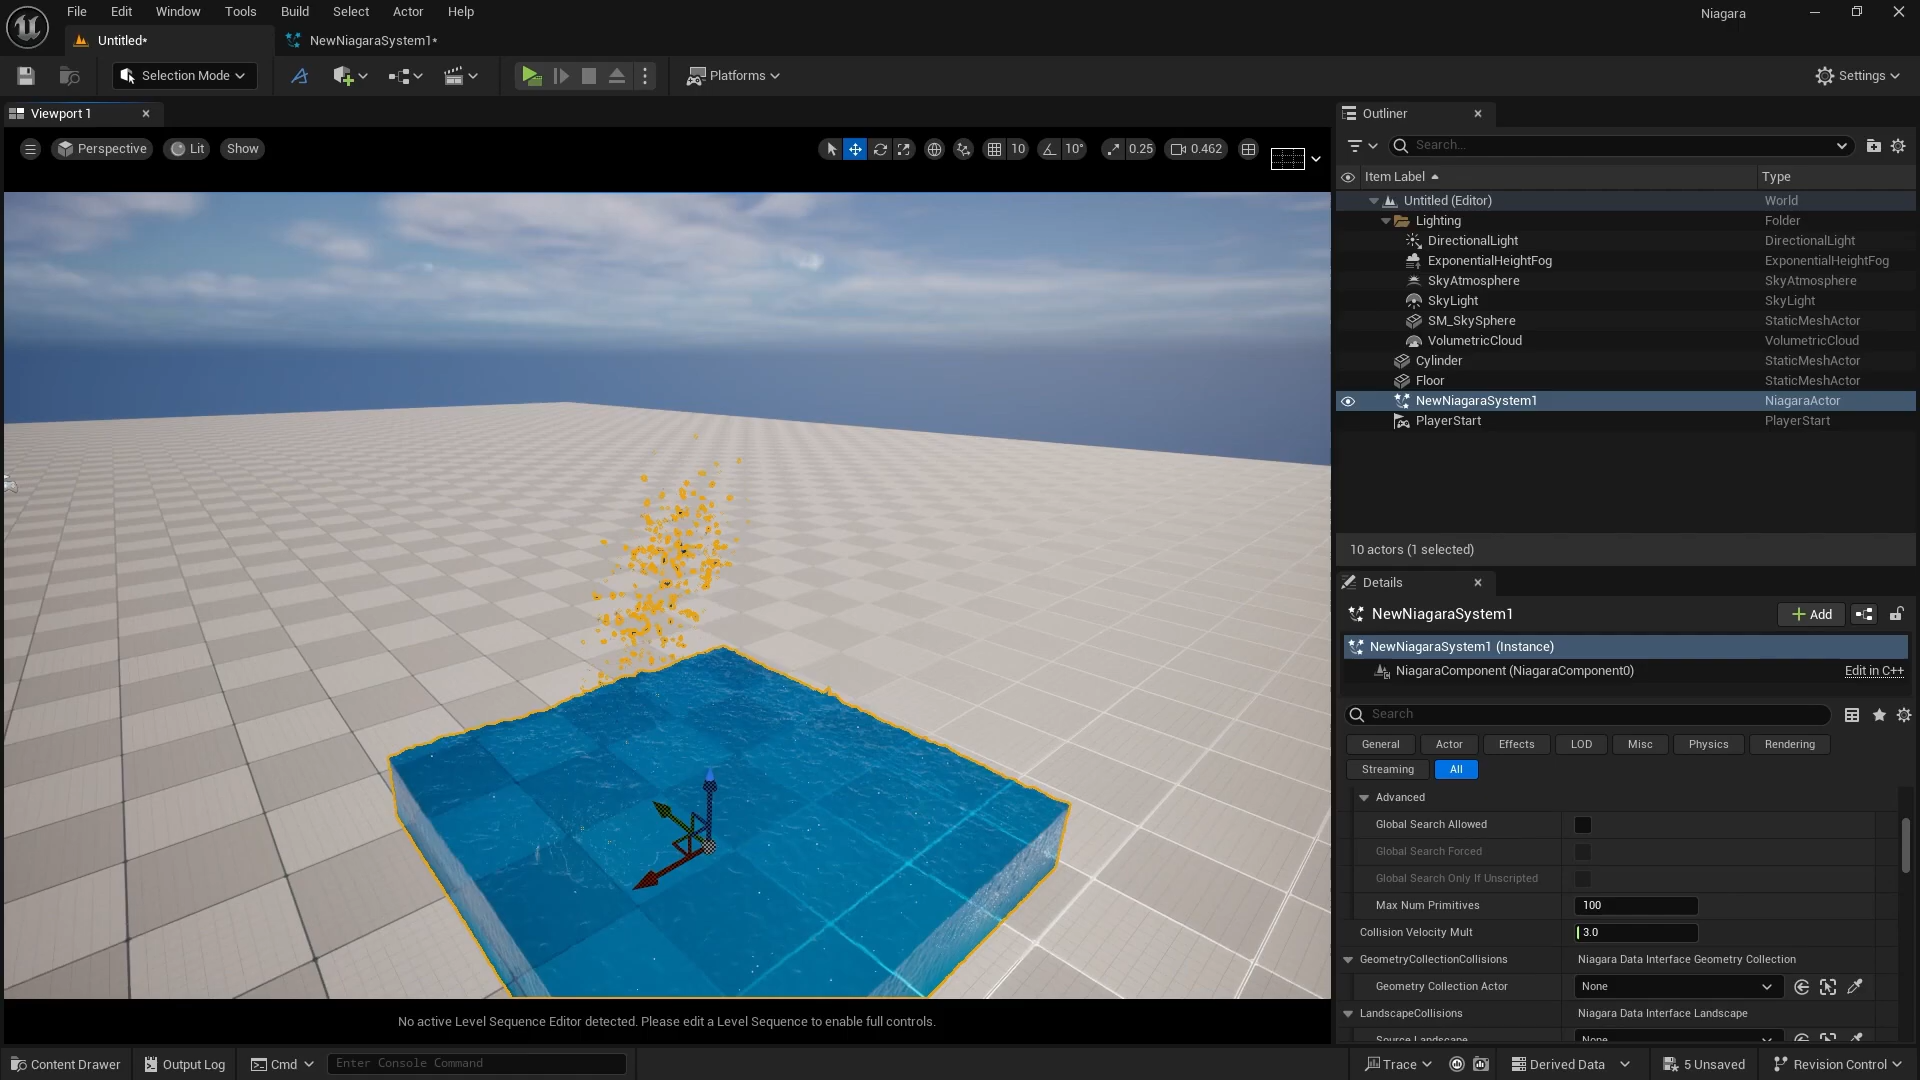 File Edit Window Tools Build Select Actor Help
Niagara
Untitled*
NewNiagaraSystem1*
Selection Mode
Platforms
Settings
Viewport 1
Perspective Lit Show
10 10° 0.25 0.462
Outliner
Search...
Item Label Type
Untitled (Editor) World
Lighting Folder
DirectionalLight DirectionalLight
ExponentialHeightFog ExponentialHeightFog
SkyAtmosphere SkyAtmosphere
SkyLight SkyLight
SM_SkySphere StaticMeshActor
VolumetricCloud VolumetricCloud
Cylinder StaticMeshActor
Floor StaticMeshActor
NewNiagaraSystem1 NiagaraActor
PlayerStart PlayerStart
10 actors (1 selected)
Details
NewNiagaraSystem1
Add
NewNiagaraSystem1 (Instance)
NiagaraComponent (NiagaraComponent0) Edit in C++
Search
General Actor Effects LOD Misc Physics Rendering
Streaming All
Advanced
Global Search Allowed
Global Search Forced
Global Search Only If Unscripted
Max Num Primitives 100
Collision Velocity Mult 3.0
GeometryCollectionCollisions Niagara Data Interface Geometry Collection
Geometry Collection Actor None
LandscapeCollisions Niagara Data Interface Landscape
Source Landscape None
No active Level Sequence Editor detected. Please edit a Level Sequence to enable full controls.
Content Drawer Output Log Cmd Enter Console Command Trace Derived Data 5 Unsaved Revision Control